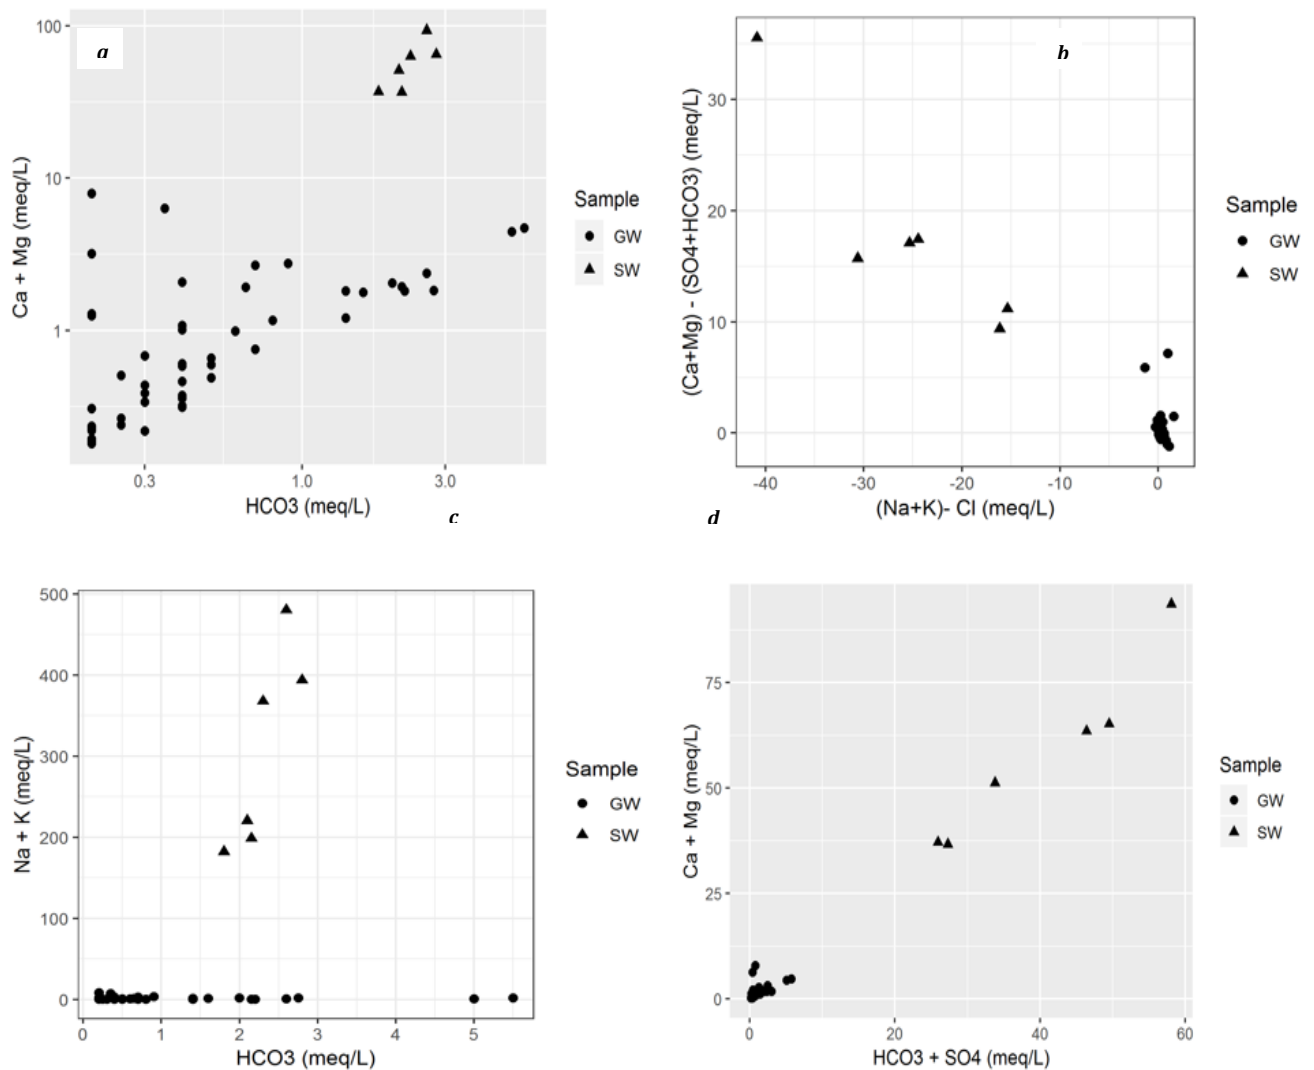 a
100
10
1
0.3
1.0
3.0
Ca + Mg (meq/L)
HCO3 (meq/L)
Sample
GW
SW
b
30
20
10
0
-40
-30
-20
-10
0
(Ca+Mg) - (SO4+HCO3) (meq/L)
(Na+K)- Cl (meq/L)
Sample
GW
SW
c
500
400
300
200
100
0
0
1
2
3
4
5
Na + K (meq/L)
HCO3 (meq/L)
Sample
GW
SW
d
75
50
25
0
0
20
40
60
Ca + Mg (meq/L)
HCO3 + SO4 (meq/L)
Sample
GW
SW